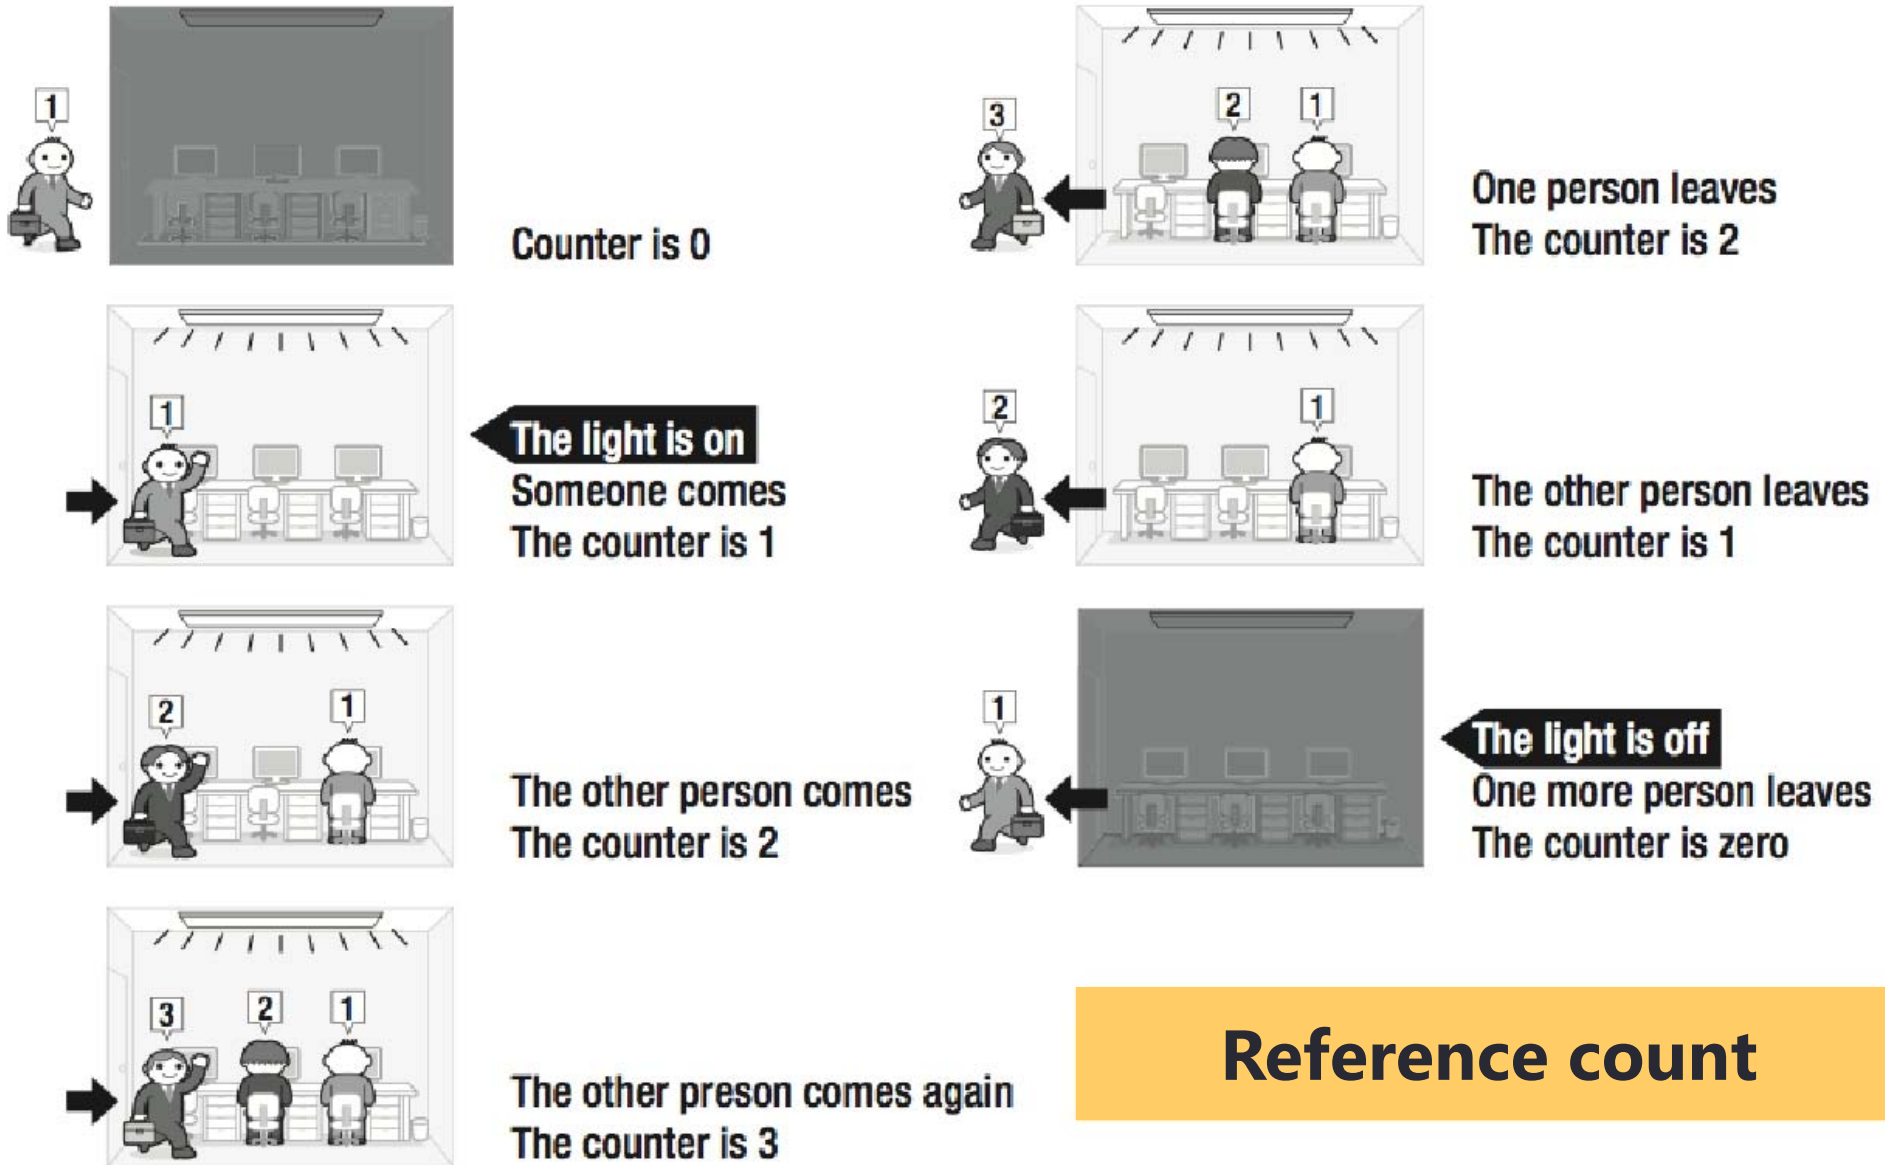 1
Counter is 0
1
The light is on
Someone comes
The counter is 1
2
1
The other person comes
The counter is 2
3
2
1
The other preson comes again
The counter is 3
3
2
1
One person leaves
The counter is 2
2
1
The other person leaves
The counter is 1
1
The light is off
One more person leaves
The counter is zero
Reference count